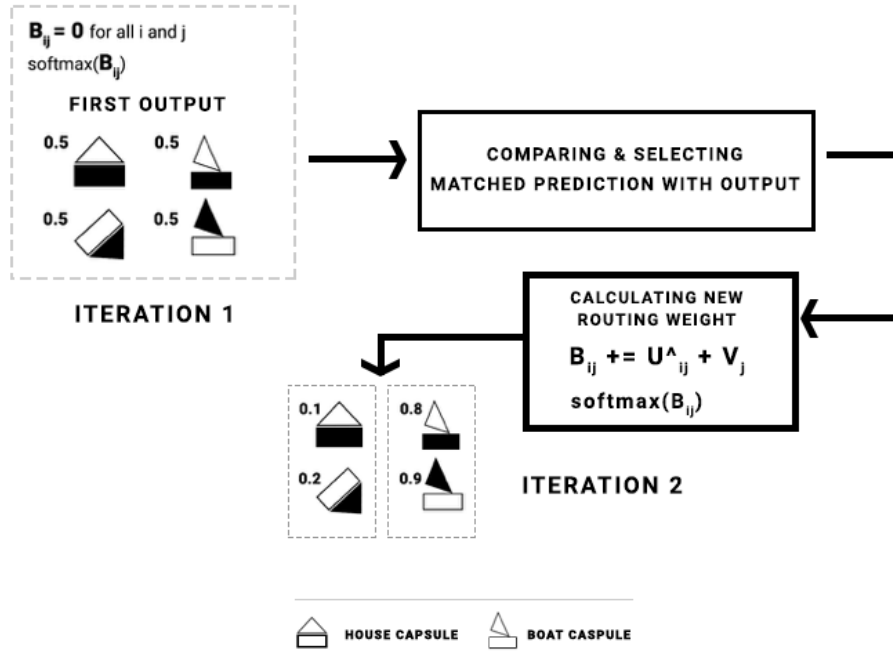 B_ij = 0 for all i and j
softmax(B_ij)
FIRST OUTPUT
0.5 0.5
0.5 0.5
ITERATION 1
COMPARING & SELECTING
MATCHED PREDICTION WITH OUTPUT
CALCULATING NEW
ROUTING WEIGHT
B_ij += U^_ij + V_j
softmax(B_ij)
0.1 0.8
0.2 0.9
ITERATION 2
HOUSE CAPSULE BOAT CASPULE